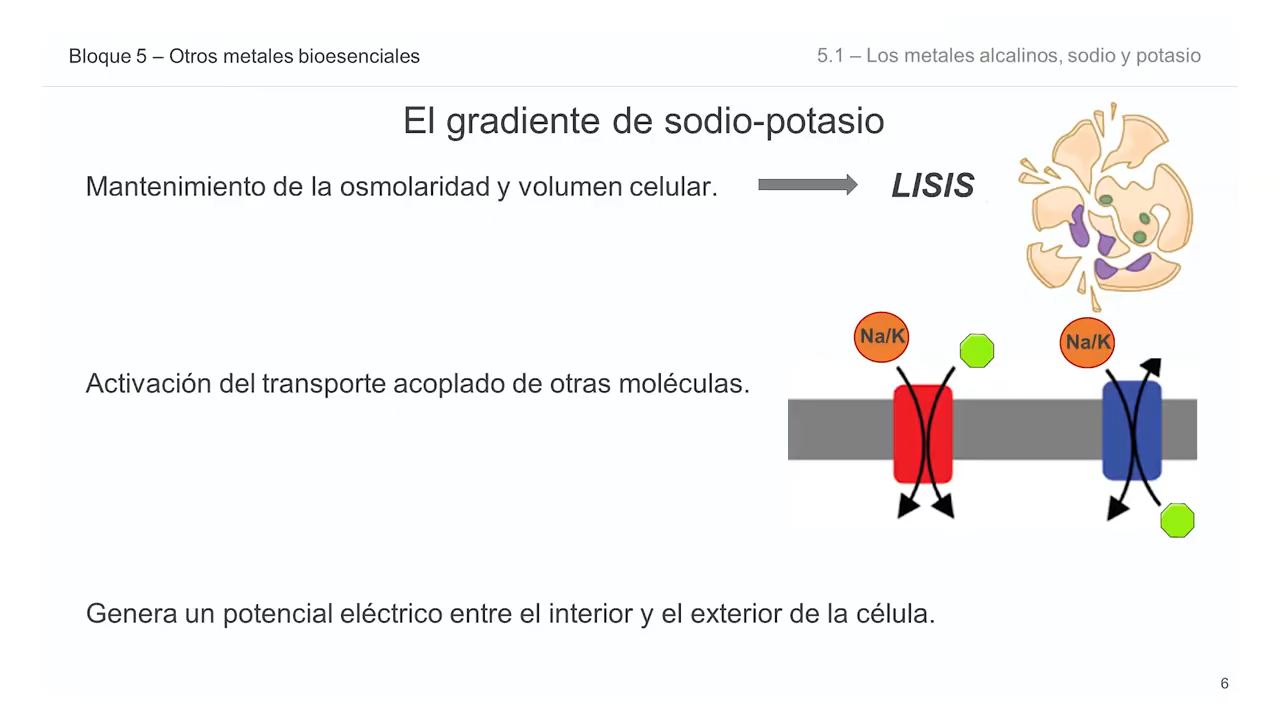 Bloque 5 – Otros metales bioesenciales
5.1 – Los metales alcalinos, sodio y potasio
El gradiente de sodio-potasio
Mantenimiento de la osmolaridad y volumen celular.
LISIS
Na/K
Na/K
Activación del transporte acoplado de otras moléculas.
Genera un potencial eléctrico entre el interior y el exterior de la célula.
6